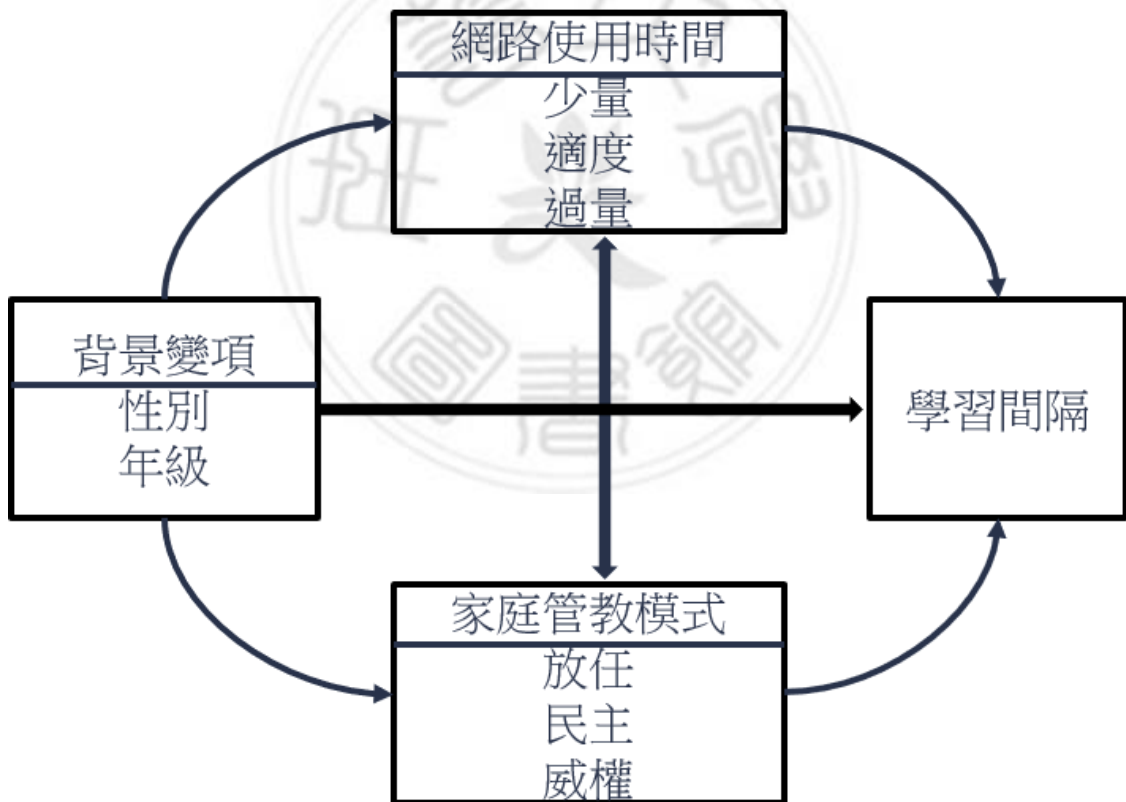 網路使用時間
少量
適度
過量
背景變項
性別
年級
學習間隔
家庭管教模式
放任
民主
威權